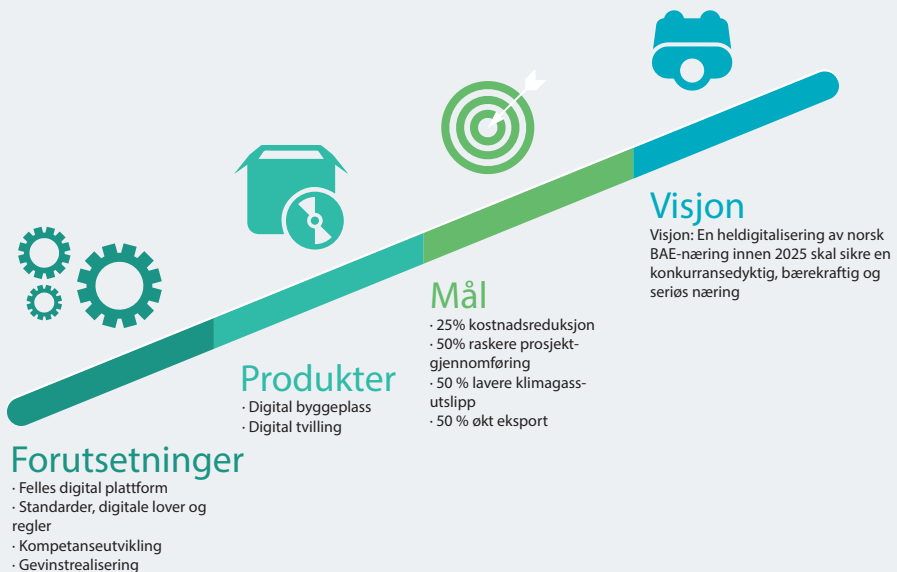 Forutsetninger
· Felles digital plattform
· Standarder, digitale lover og
regler
· Kompetanseutvikling
· Gevinstrealisering
Produkter
· Digital byggeplass
· Digital tvilling
Mål
· 25% kostnadsreduksjon
· 50% raskere prosjekt-
gjennomføring
· 50 % lavere klimagass-
utslipp
· 50 % økt eksport
Visjon
Visjon: En heldigitalisering av norsk
BAE-næring innen 2025 skal sikre en
konkurransedyktig, bærekraftig og
seriøs næring